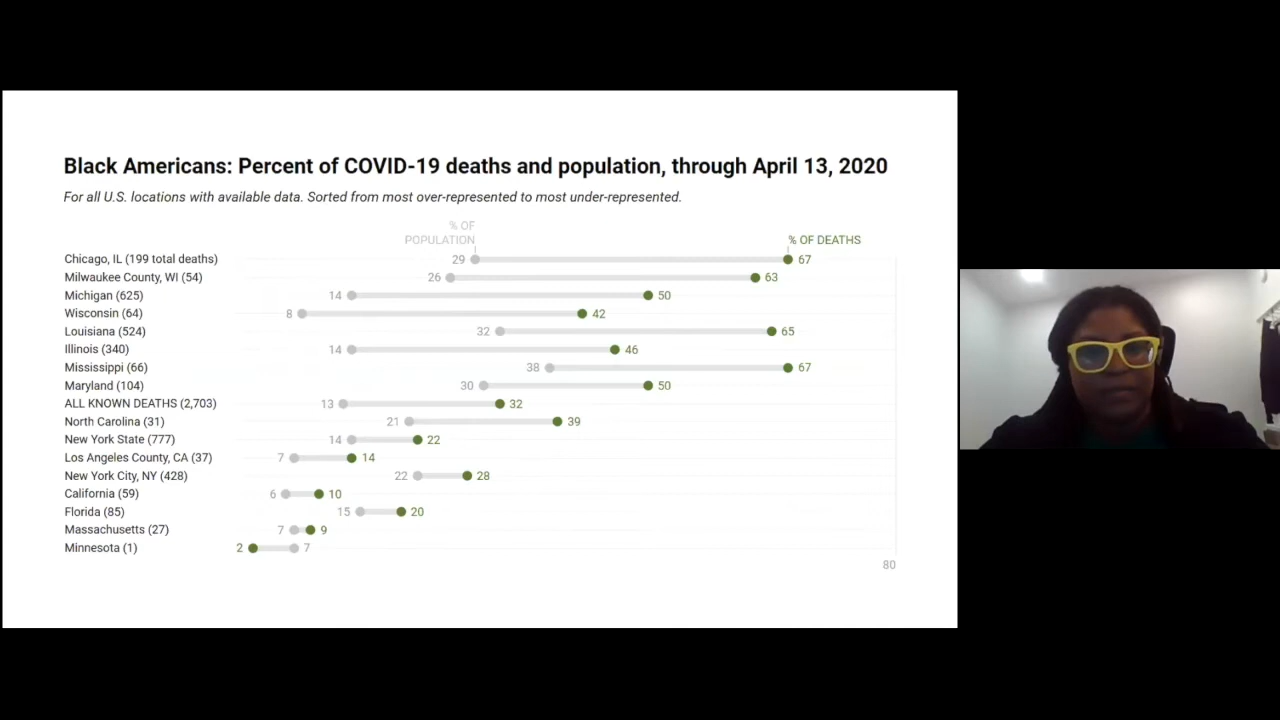 Black Americans: Percent of COVID-19 deaths and population, through April 13, 2020
For all U.S. locations with available data. Sorted from most over-represented to most under-represented.
% OF
POPULATION
% OF DEATHS
Chicago, IL (199 total deaths) 29 67
Milwaukee County, WI (54) 26 63
Michigan (625) 14 50
Wisconsin (64) 8 42
Louisiana (524) 32 65
Illinois (340) 14 46
Mississippi (66) 38 67
Maryland (104) 30 50
ALL KNOWN DEATHS (2,703) 13 32
North Carolina (31) 21 39
New York State (777) 14 22
Los Angeles County, CA (37) 7 14
New York City, NY (428) 22 28
California (59) 6 10
Florida (85) 15 20
Massachusetts (27) 7 9
Minnesota (1) 2 7
80